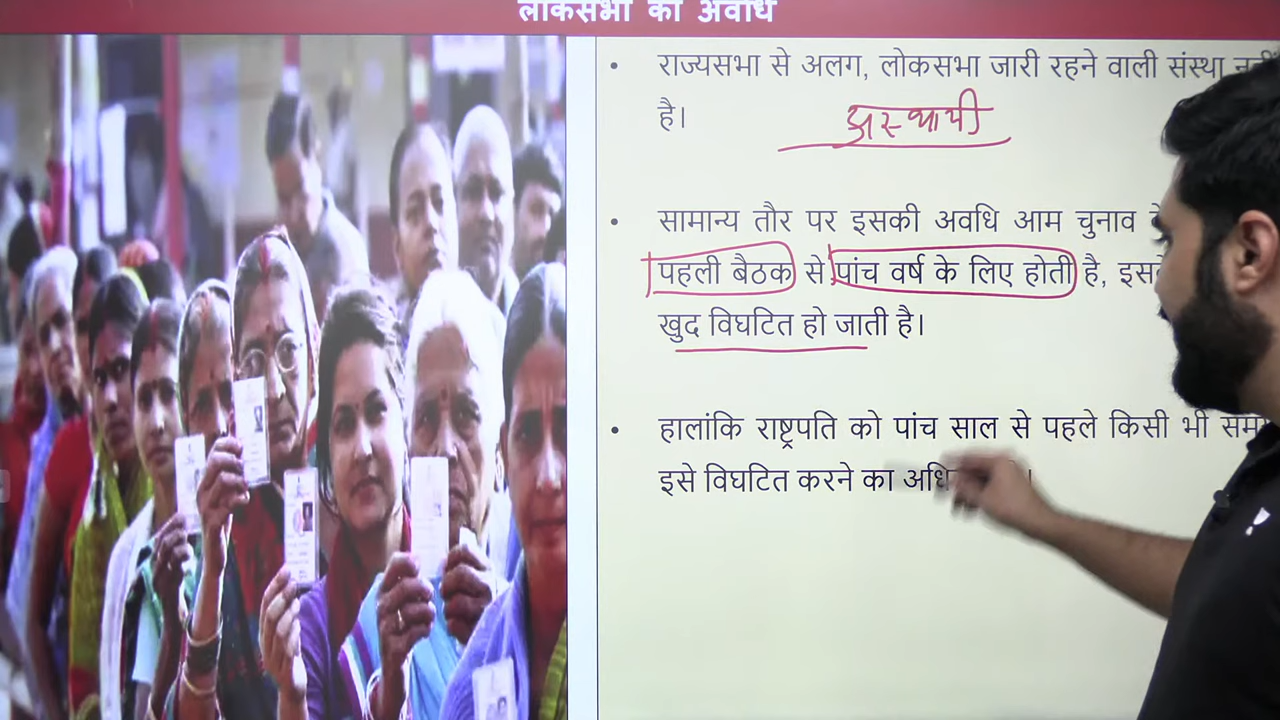 लोकसभा की अवधि
• राज्यसभा से अलग, लोकसभा जारी रहने वाली संस्था
है।
अस्थायी
• सामान्य तौर पर इसकी अवधि आम चुनाव
पहली बैठक से पांच वर्ष के लिए होती है,
खुद विघटित हो जाती है।
• हालांकि राष्ट्रपति को पांच साल से पहले किसी भी
इसे विघटित करने का